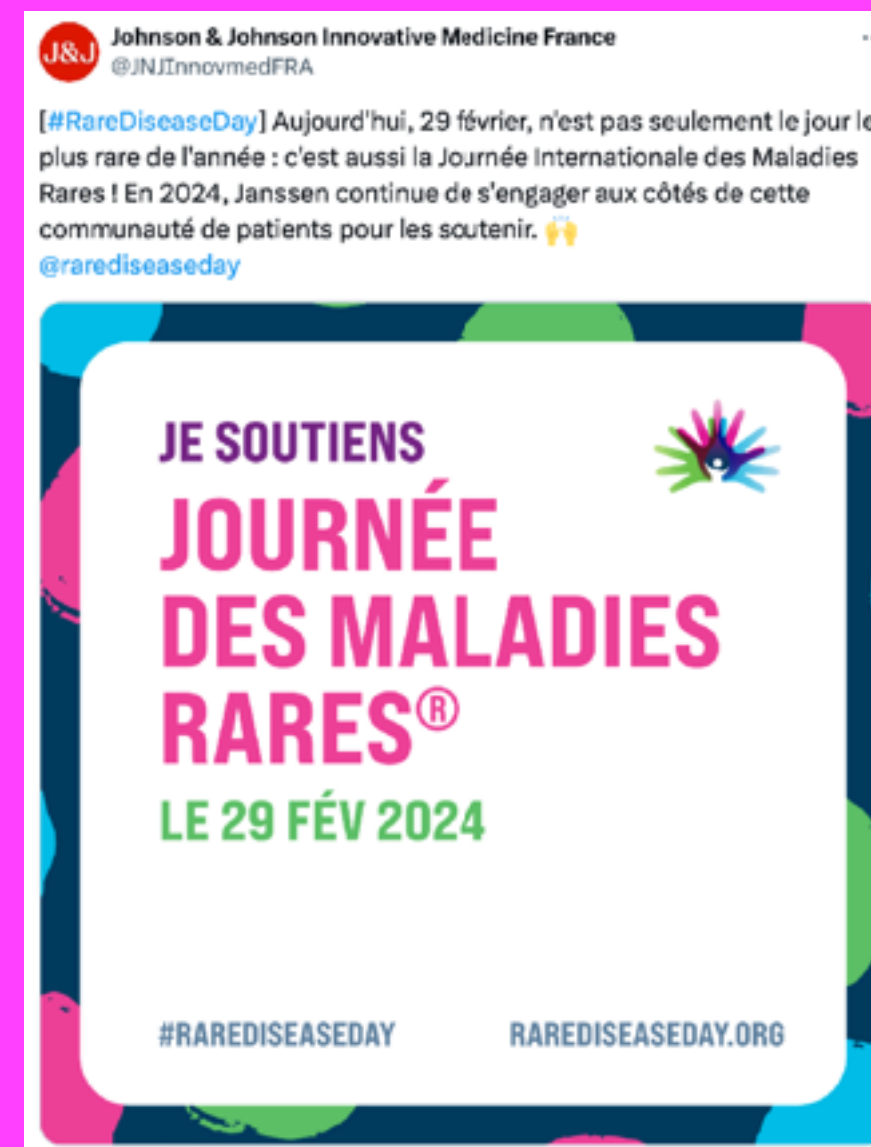 J&J
Johnson & Johnson Innovative Medicine France
@JNJInnovmedFRA
[#RareDiseaseDay] Aujourd'hui, 29 février, n'est pas seulement le jour le
plus rare de l'année : c'est aussi la Journée Internationale des Maladies
Rares ! En 2024, Janssen continue de s'engager aux côtés de cette
communauté de patients pour les soutenir. 🙌
@rarediseaseday
JE SOUTIENS
JOURNÉE
DES MALADIES
RARES®
LE 29 FÉV 2024
#RAREDISEASEDAY
RAREDISEASEDAY.ORG